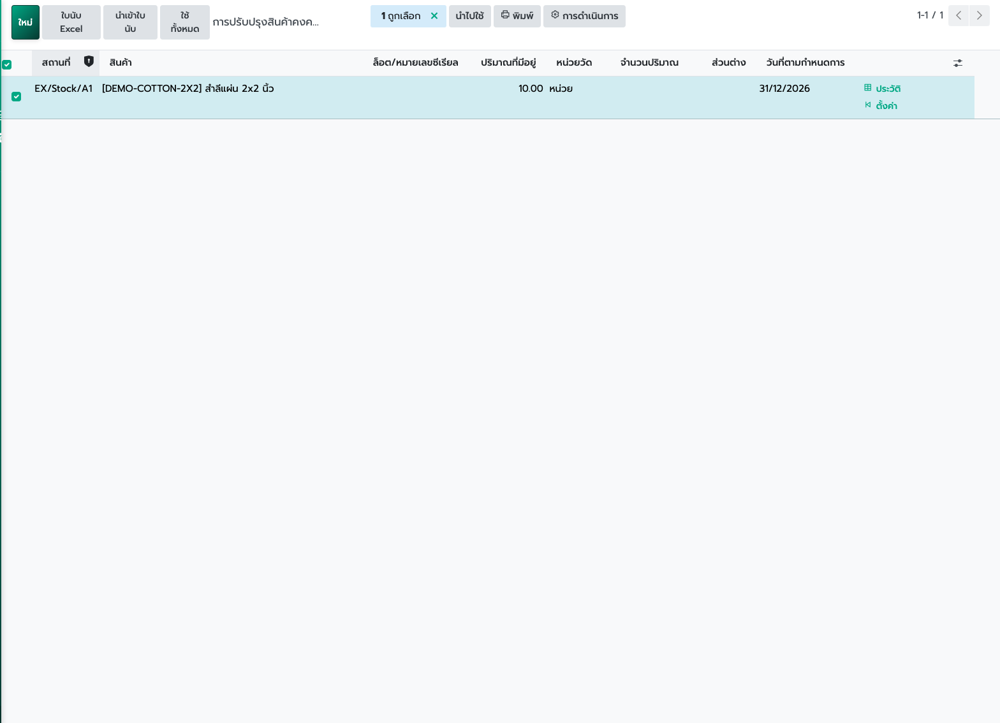 ใหม่
ใบนับ
Excel
นำเข้าใบ
นับ
ใช้
ทั้งหมด
การปรับปรุงสินค้าคงค...
1 ถูกเลือก
นำไปใช้
พิมพ์
การดำเนินการ
1-1 / 1
สถานที่ สินค้า ล็อต/หมายเลขซีเรียล ปริมาณที่มีอยู่ หน่วยวัด จำนวนปริมาณ ส่วนต่าง วันที่ตามกำหนดการ
EX/Stock/A1 [DEMO-COTTON-2X2] สำลีแผ่น 2x2 นิ้ว 10.00 หน่วย 31/12/2026 ประวัติ
ตั้งค่า